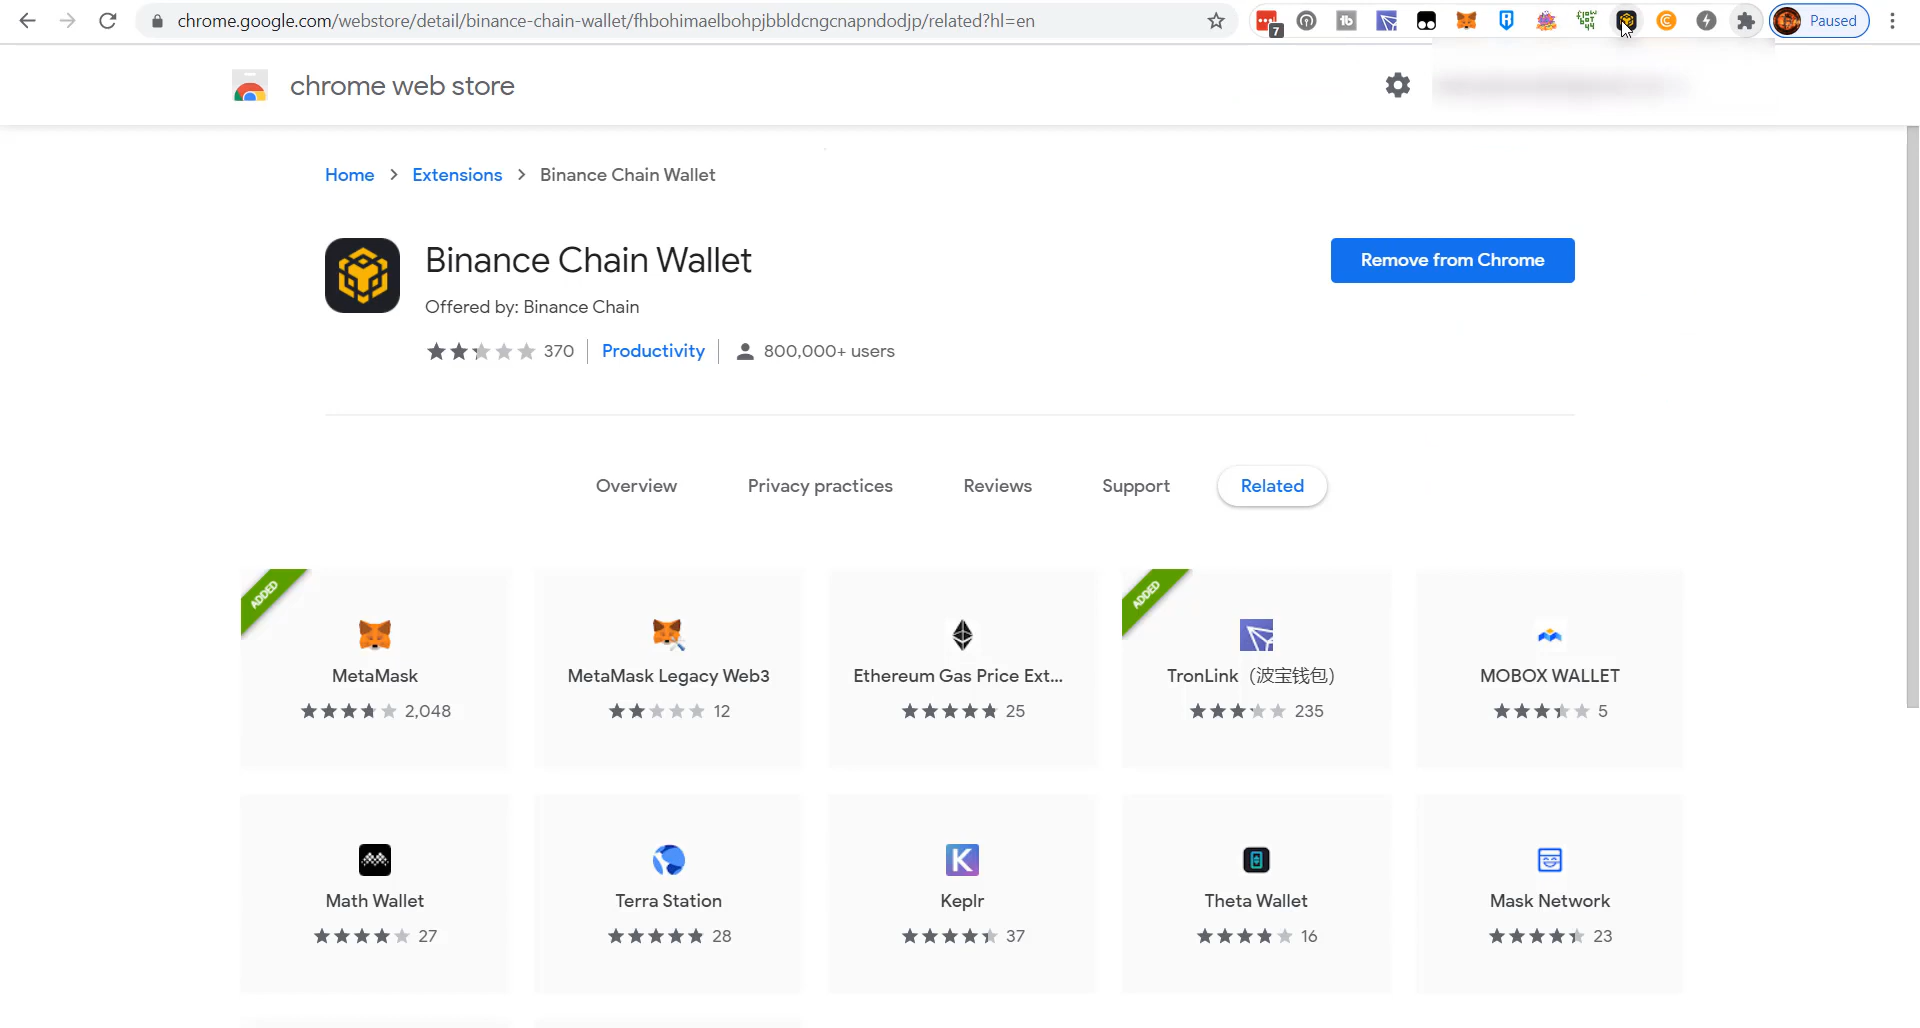 chrome.google.com/webstore/detail/binance-chain-wallet/fhbohimaelbohpjbbldcngcnapndodjp/related?hl=en
7
Paused
chrome web store
Home > Extensions > Binance Chain Wallet
Binance Chain Wallet
Remove from Chrome
Offered by: Binance Chain
370
Productivity
800,000+ users
Overview
Privacy practices
Reviews
Support
Related
ADDED
MetaMask
2,048
MetaMask Legacy Web3
12
Ethereum Gas Price Ext...
25
ADDED
TronLink（波宝钱包）
235
MOBOX WALLET
5
Math Wallet
27
Terra Station
28
K
Keplr
37
Theta Wallet
16
Mask Network
23